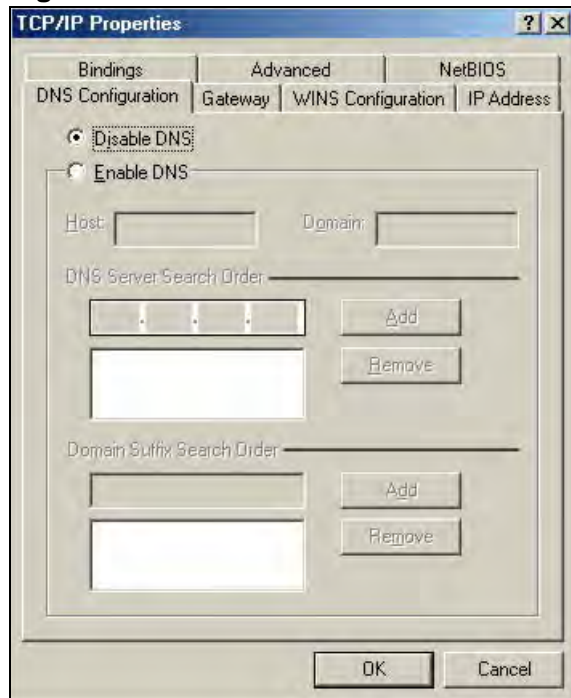 TCP/IP Properties
Bindings Advanced NetBIOS
DNS Configuration Gateway WINS Configuration IP Address
Disable DNS
Enable DNS
Host: Domain:
DNS Server Search Order
Add
Remove
Domain Suffix Search Order
Add
Remove
OK Cancel